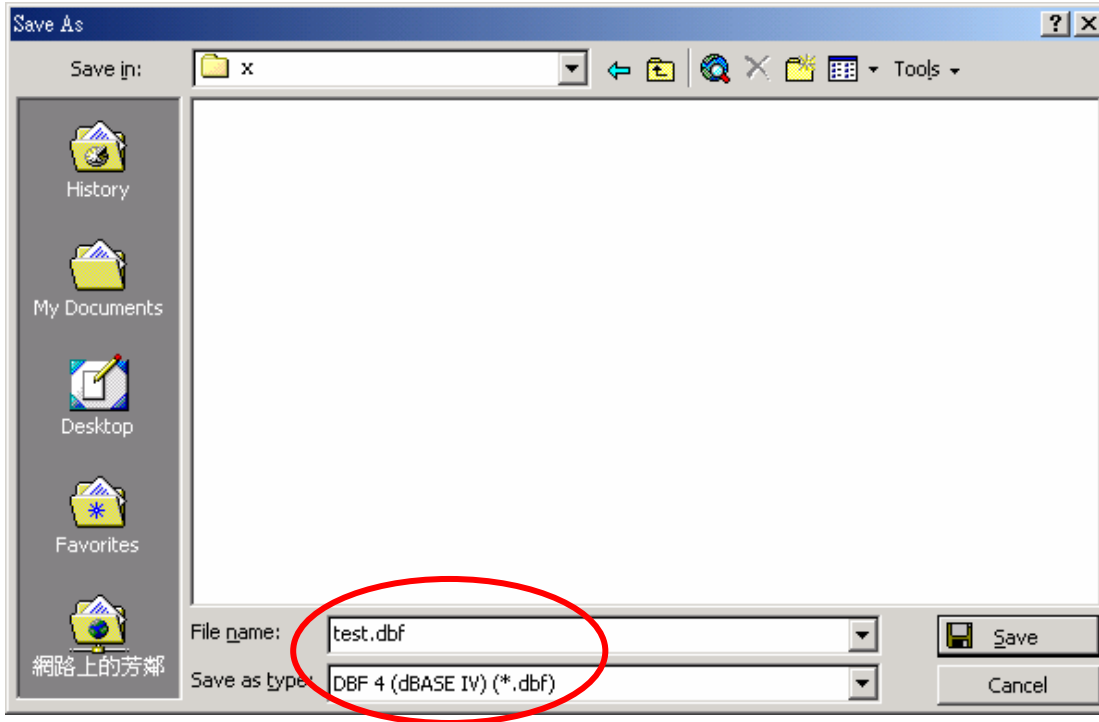 Save As
Save in:
x
Tools
History
My Documents
Desktop
Favorites
網路上的芳鄰
File name:
test.dbf
Save
Save as type:
DBF 4 (dBASE IV) (*.dbf)
Cancel